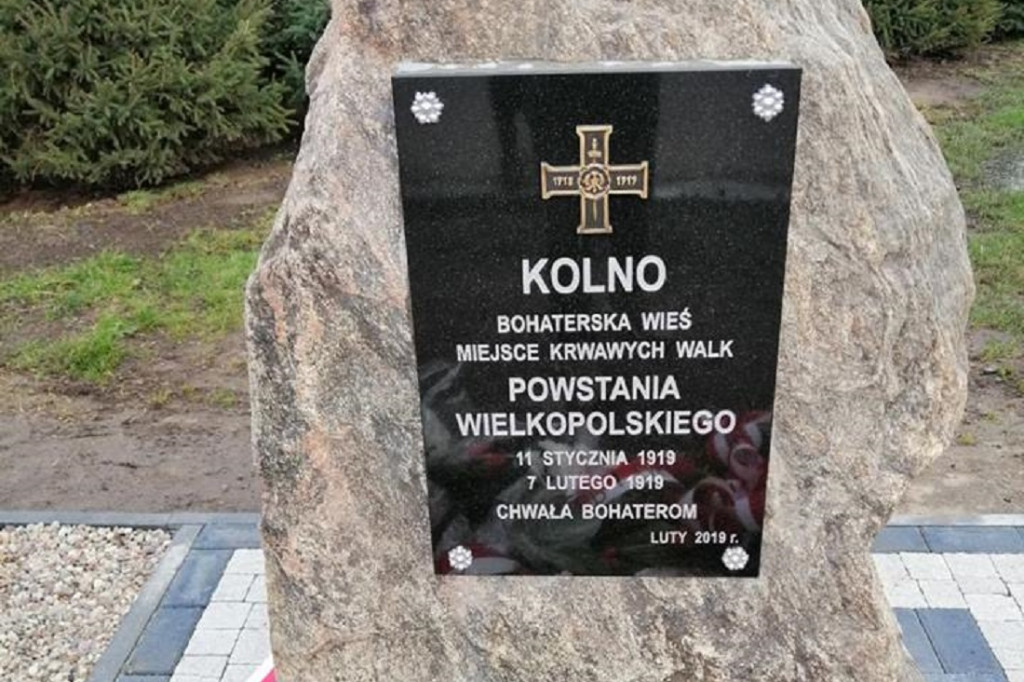 1918 1919
KOLNO
BOHATERSKA WIEŚ
MIEJSCE KRWAWYCH WALK
POWSTANIA
WIELKOPOLSKIEGO
11 STYCZNIA 1919
7 LUTEGO 1919
CHWAŁA BOHATEROM
LUTY 2019 r.